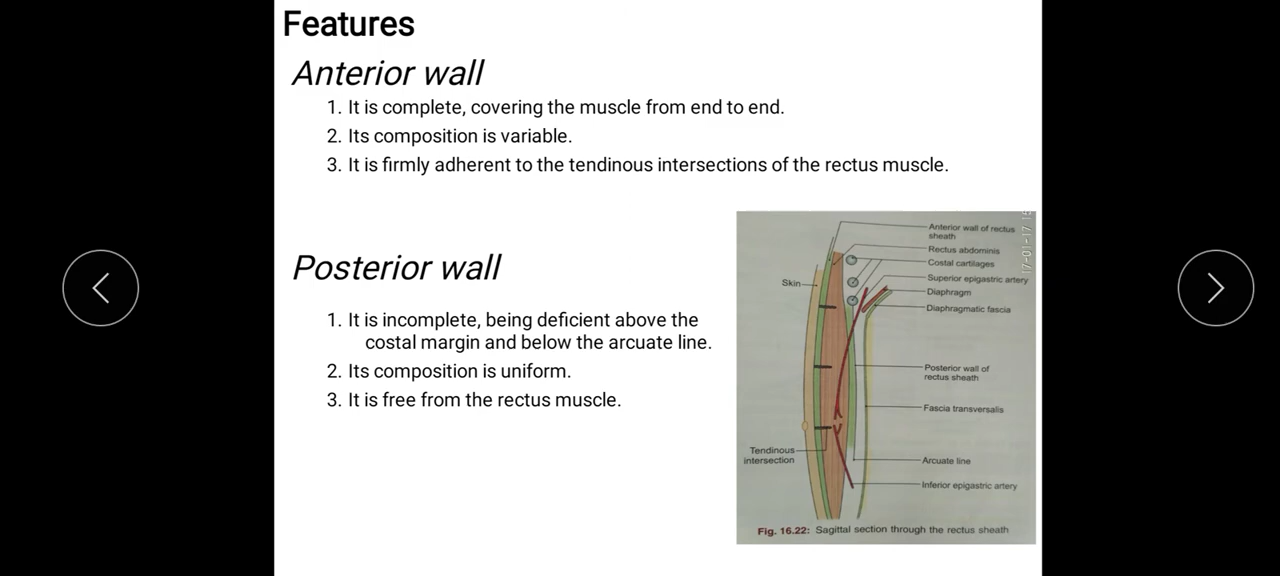 Features
Anterior wall
1. It is complete, covering the muscle from end to end.
2. Its composition is variable.
3. It is firmly adherent to the tendinous intersections of the rectus muscle.
Posterior wall
1. It is incomplete, being deficient above the
costal margin and below the arcuate line.
2. Its composition is uniform.
3. It is free from the rectus muscle.
Anterior wall of rectus
sheath
Rectus abdominis
Costal cartilages
Superior epigastric artery
Diaphragm
Diaphragmatic fascia
Skin
Posterior wall of
rectus sheath
Fascia transversalis
Tendinous
intersection
Arcuate line
Inferior epigastric artery
Fig. 16.22: Sagittal section through the rectus sheath